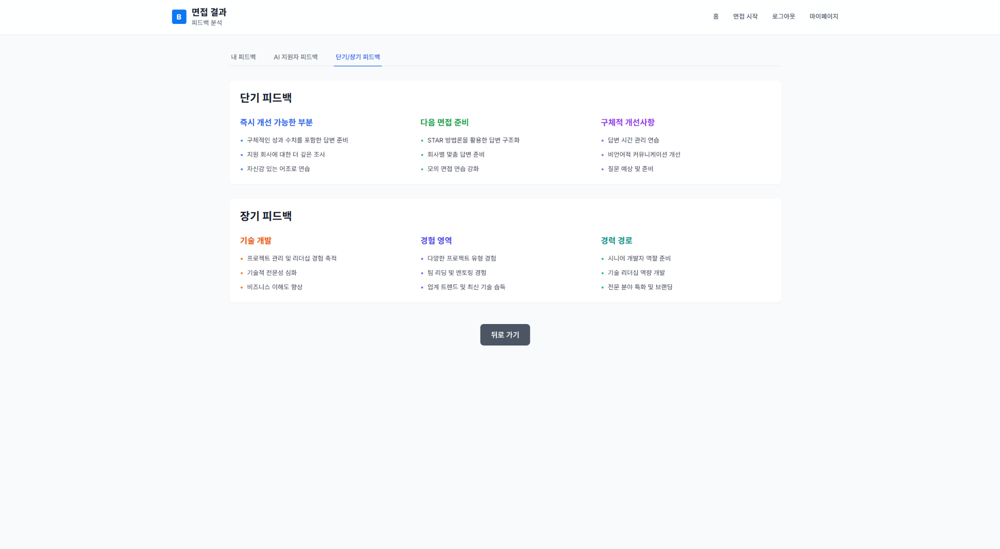 B
면접 결과
피드백 분석
홈
면접 시작
로그아웃
마이페이지
내 피드백
AI 지원자 피드백
단기/장기 피드백
단기 피드백
즉시 개선 가능한 부분
• 구체적인 성과 수치를 포함한 답변 준비
• 지원 회사에 대한 더 깊은 조사
• 자신감 있는 어조로 연습
다음 면접 준비
• STAR 방법론을 활용한 답변 구조화
• 회사별 맞춤 답변 준비
• 모의 면접 연습 강화
구체적 개선사항
• 답변 시간 관리 연습
• 비언어적 커뮤니케이션 개선
• 질문 예상 및 준비
장기 피드백
기술 개발
• 프로젝트 관리 및 리더십 경험 축적
• 기술적 전문성 심화
• 비즈니스 이해도 향상
경험 영역
• 다양한 프로젝트 유형 경험
• 팀 리딩 및 멘토링 경험
• 업계 트렌드 및 최신 기술 습득
경력 경로
• 시니어 개발자 역할 준비
• 기술 리더십 역량 개발
• 전문 분야 특화 및 브랜딩
뒤로 가기